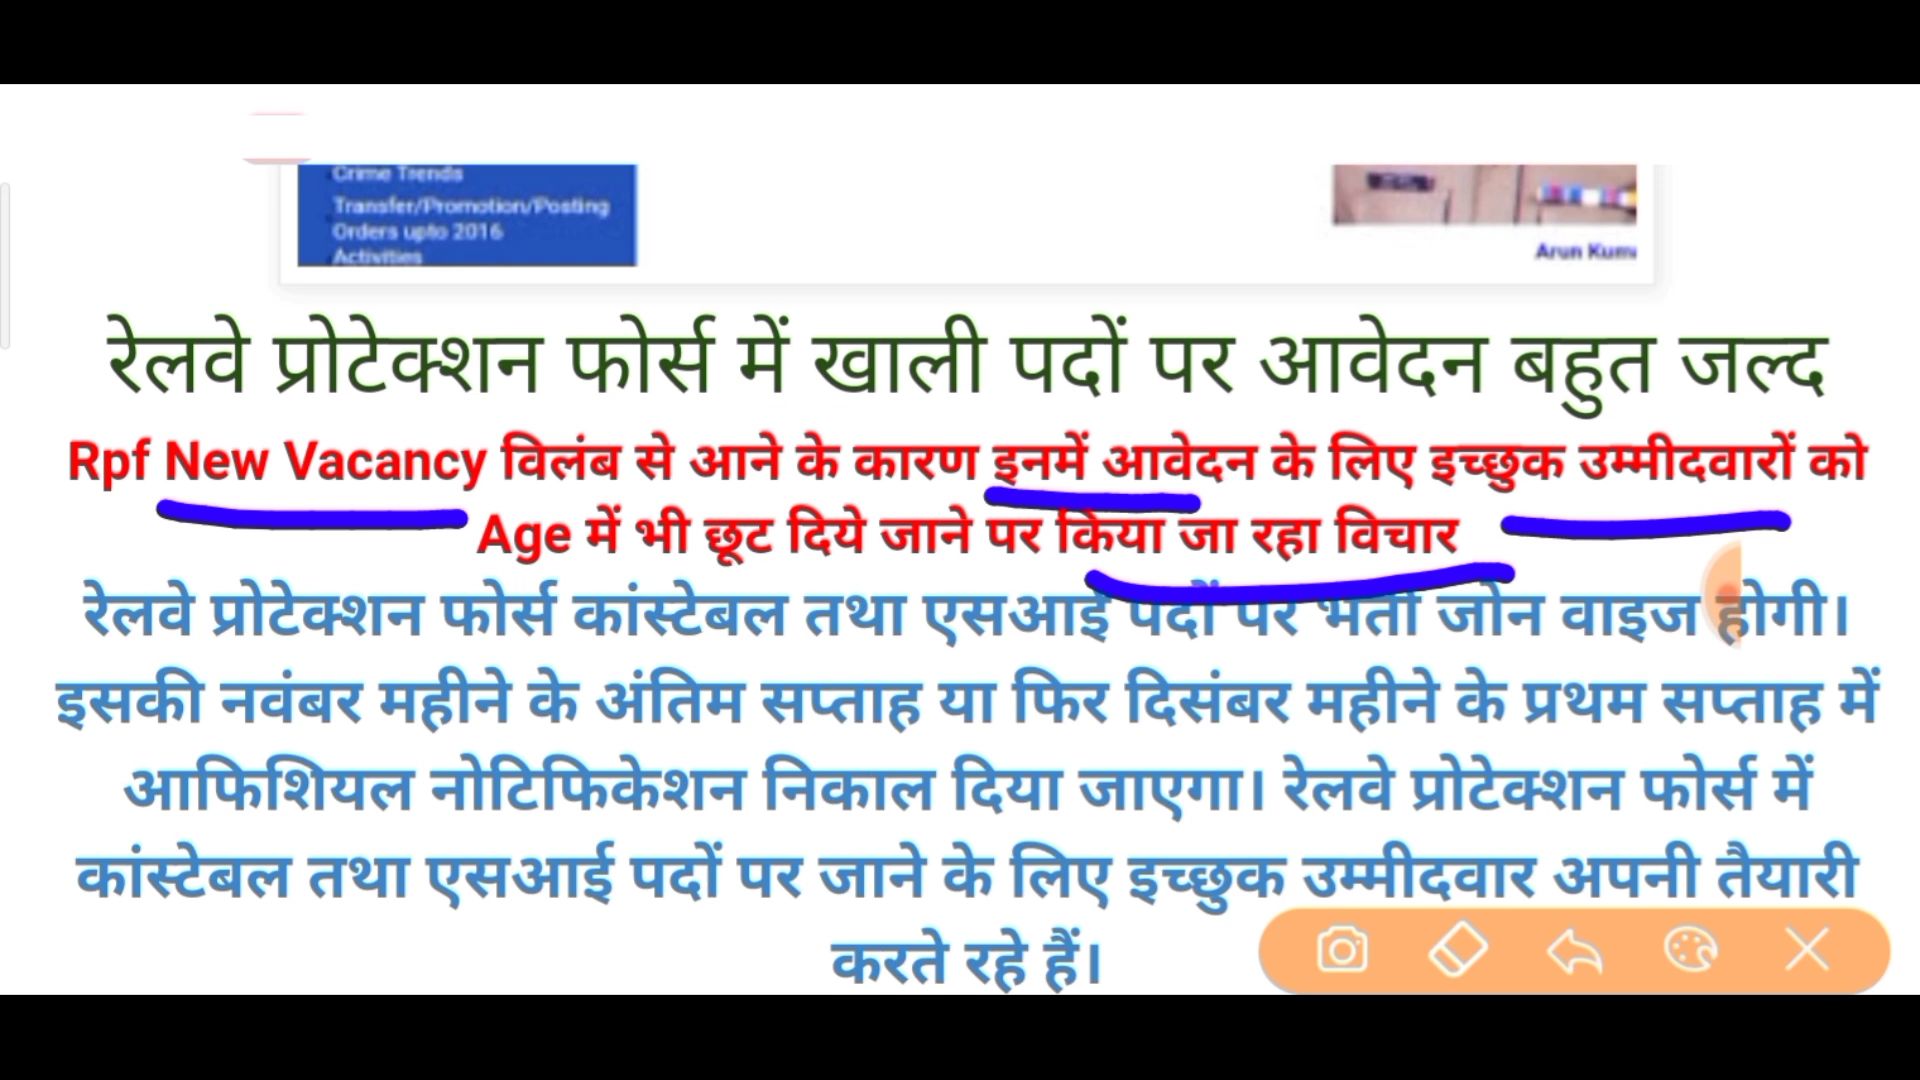 Crime Trends
Transfer/Promotion/Posting
Orders upto 2016
Activities
Arun Kum
रेलवे प्रोटेक्शन फोर्स में खाली पदों पर आवेदन बहुत जल्द
Rpf New Vacancy विलंब से आने के कारण इनमें आवेदन के लिए इच्छुक उम्मीदवारों को
Age में भी छूट दिये जाने पर किया जा रहा विचार
रेलवे प्रोटेक्शन फोर्स कांस्टेबल तथा एसआई पदों पर भर्ती जोन वाइज होगी।
इसकी नवंबर महीने के अंतिम सप्ताह या फिर दिसंबर महीने के प्रथम सप्ताह में
आफिशियल नोटिफिकेशन निकाल दिया जाएगा। रेलवे प्रोटेक्शन फोर्स में
कांस्टेबल तथा एसआई पदों पर जाने के लिए इच्छुक उम्मीदवार अपनी तैयारी
करते रहे हैं।